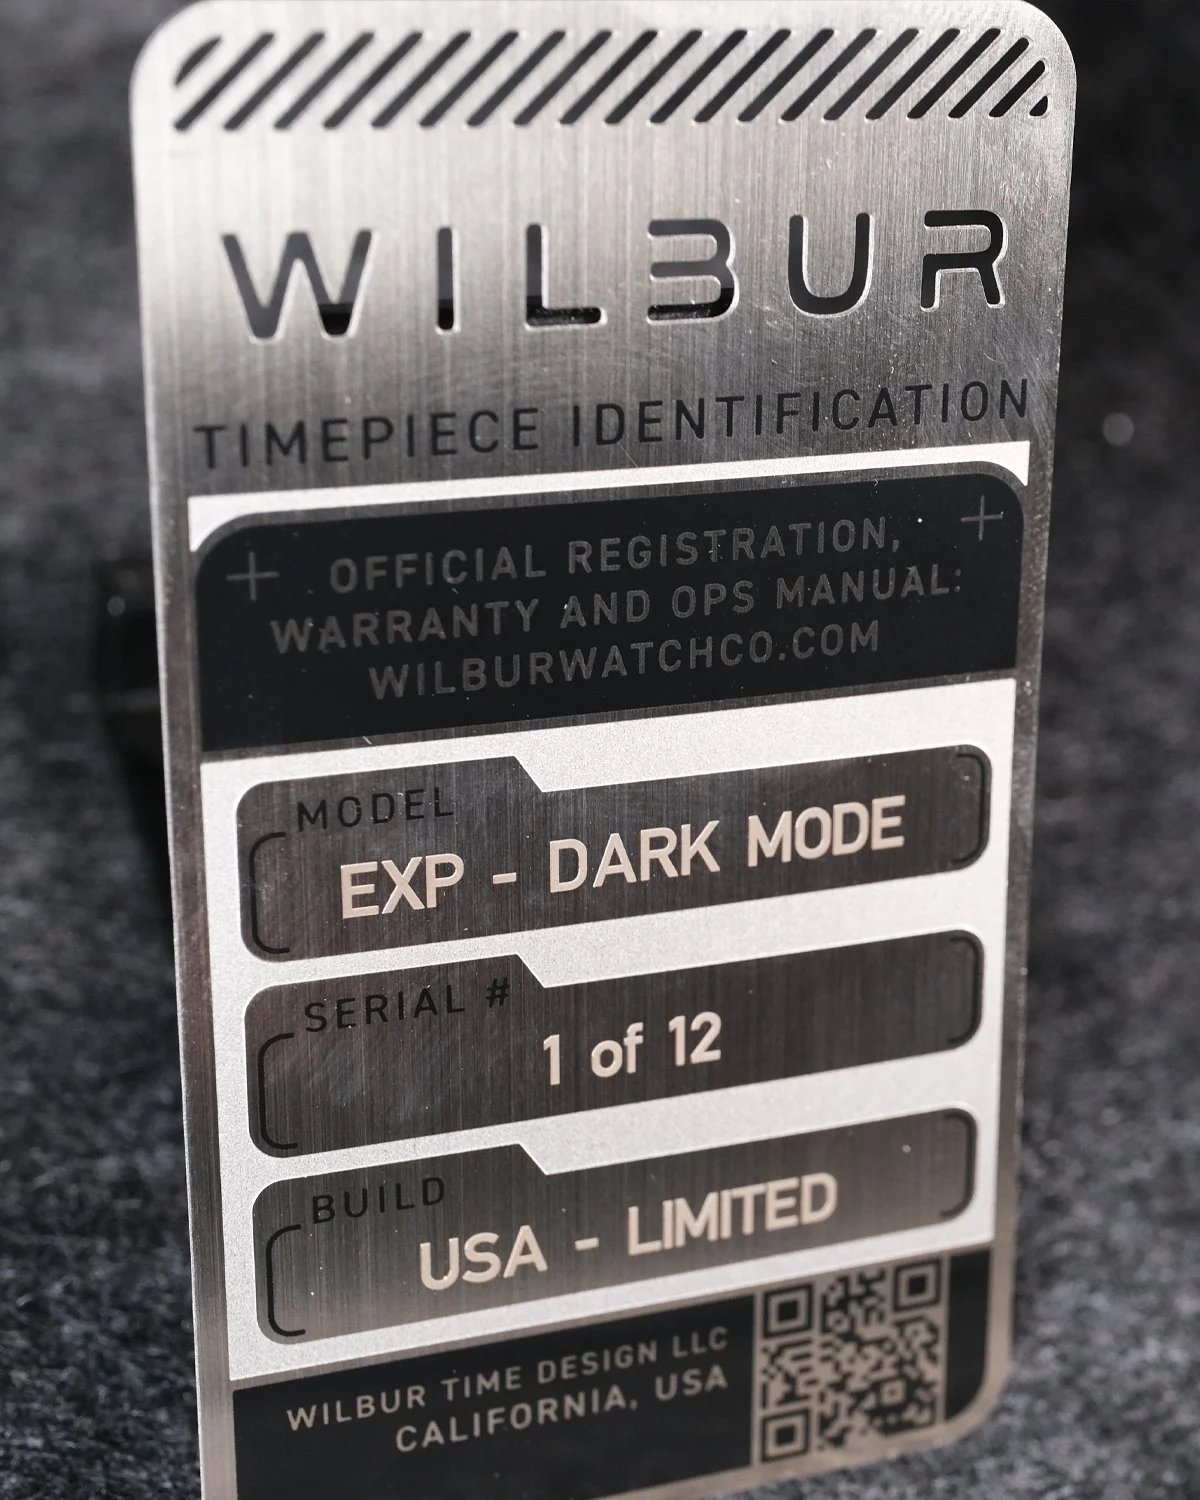 WILBUR
TIMEPIECE IDENTIFICATION
OFFICIAL REGISTRATION,
WARRANTY AND OPS MANUAL:
WILBURWATCHCO.COM
MODEL
EXP - DARK MODE
SERIAL #
1 of 12
BUILD
USA - LIMITED
WILBUR TIME DESIGN LLC
CALIFORNIA, USA